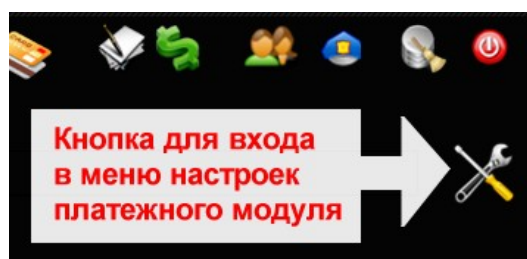 Кнопка для входа
в меню настроек
платежного модуля